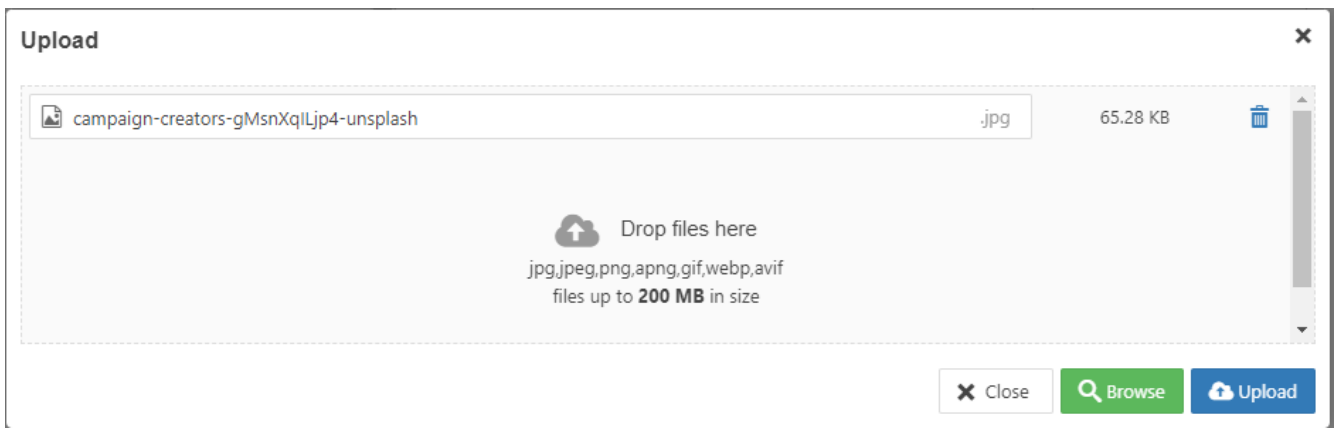 Upload
campaign-creators-gMsnXqILjp4-unsplash .jpg 65.28 KB
Drop files here
jpg,jpeg,png,apng,gif,webp,avif
files up to 200 MB in size
Close Browse Upload